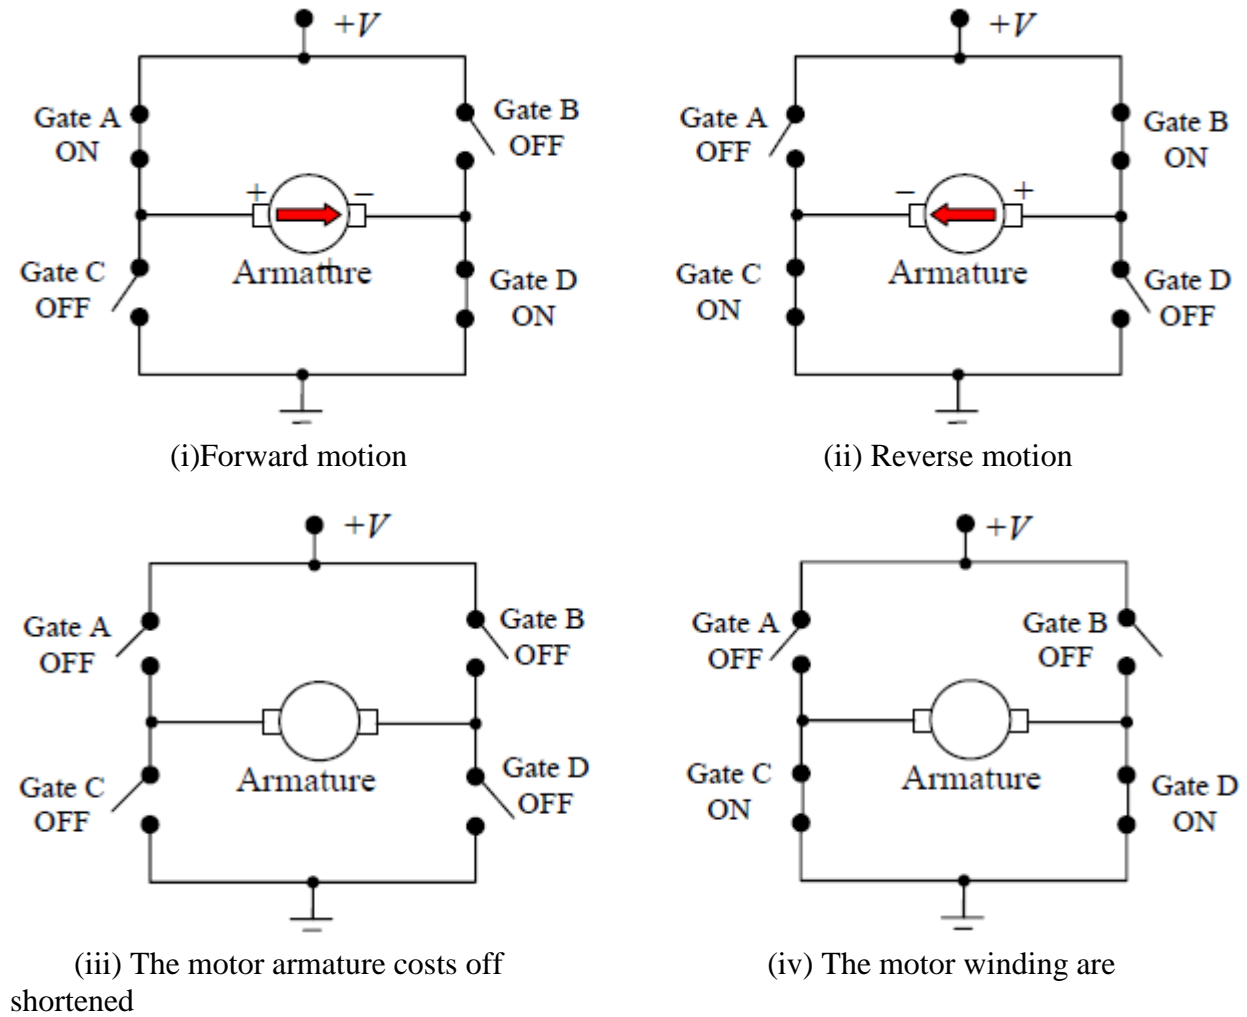 +V
+V
Gate A
ON
Gate B
OFF
Gate A
OFF
Gate B
ON
+ −
− +
Gate C
OFF
+
Armature
Gate D
ON
Gate C
ON
Armature
Gate D
OFF
(i)Forward motion
(ii) Reverse motion
+V
+V
Gate A
OFF
Gate B
OFF
Gate A
OFF
Gate B
OFF
Gate C
OFF
Armature
Gate D
OFF
Gate C
ON
Armature
Gate D
ON
(iii) The motor armature costs off
(iv) The motor winding are
shortened